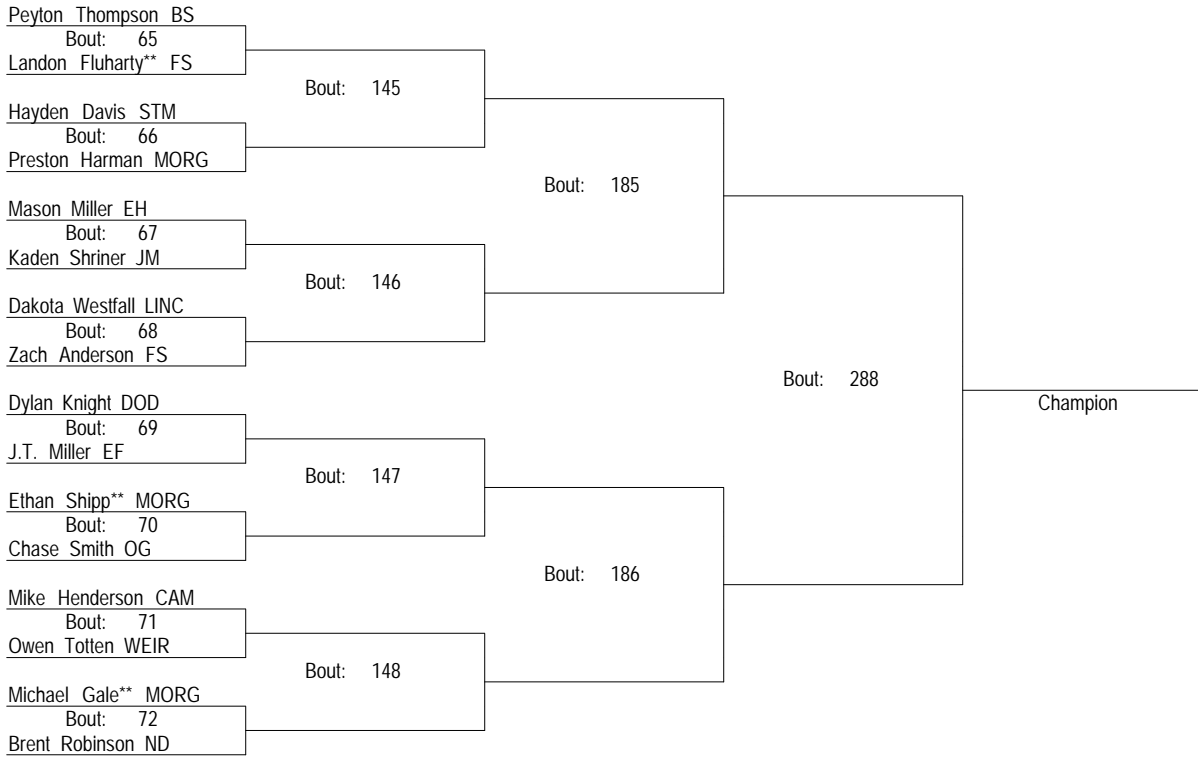 Peyton Thompson BS
Bout: 65
Landon Fluharty** FS
Bout: 145
Hayden Davis STM
Bout: 66
Preston Harman MORG
Bout: 185
Mason Miller EH
Bout: 67
Kaden Shriner JM
Bout: 146
Dakota Westfall LINC
Bout: 68
Zach Anderson FS
Bout: 288
Champion
Dylan Knight DOD
Bout: 69
J.T. Miller EF
Bout: 147
Ethan Shipp** MORG
Bout: 70
Chase Smith OG
Bout: 186
Mike Henderson CAM
Bout: 71
Owen Totten WEIR
Bout: 148
Michael Gale** MORG
Bout: 72
Brent Robinson ND